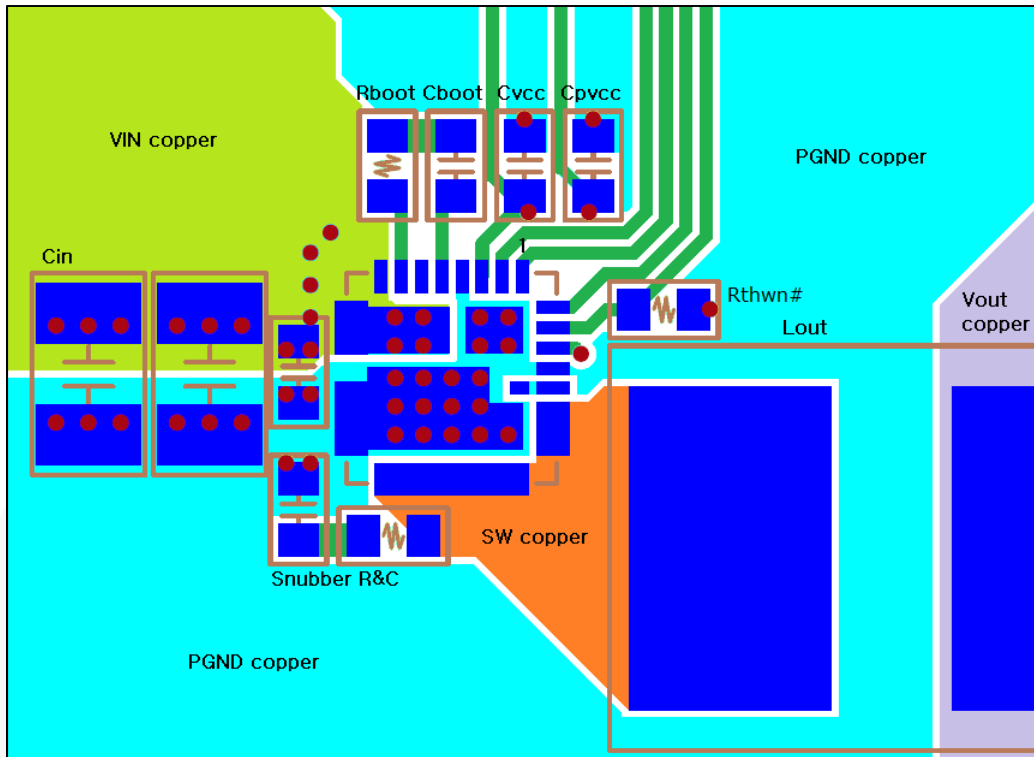 Rboot Cboot Cvcc Cpvcc
VIN copper
PGND copper
1
Cin
Rthwn#
Vout
copper
Lout
SW copper
Snubber R&C
PGND copper